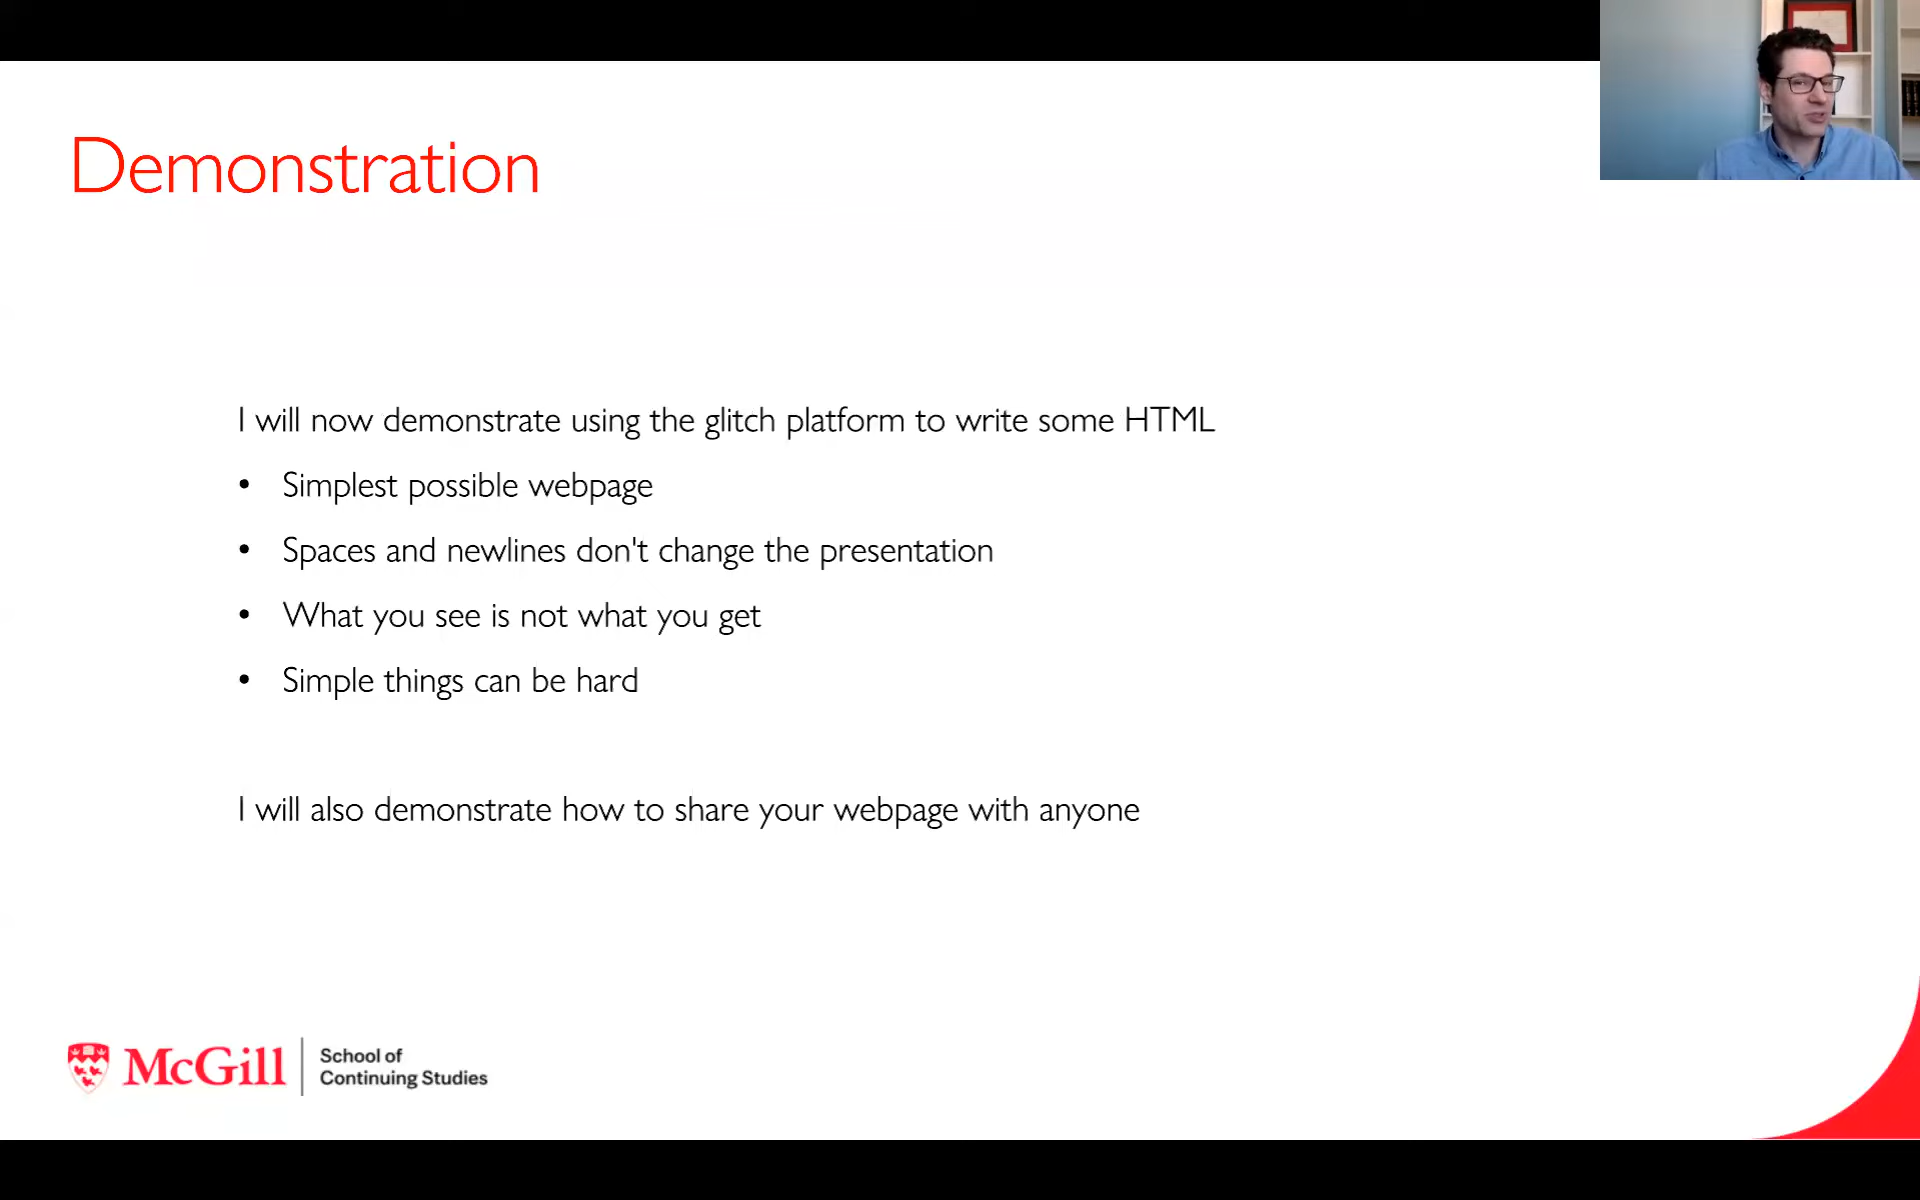 Demonstration
I will now demonstrate using the glitch platform to write some HTML
• Simplest possible webpage
• Spaces and newlines don't change the presentation
• What you see is not what you get
• Simple things can be hard
I will also demonstrate how to share your webpage with anyone
McGill
School of
Continuing Studies